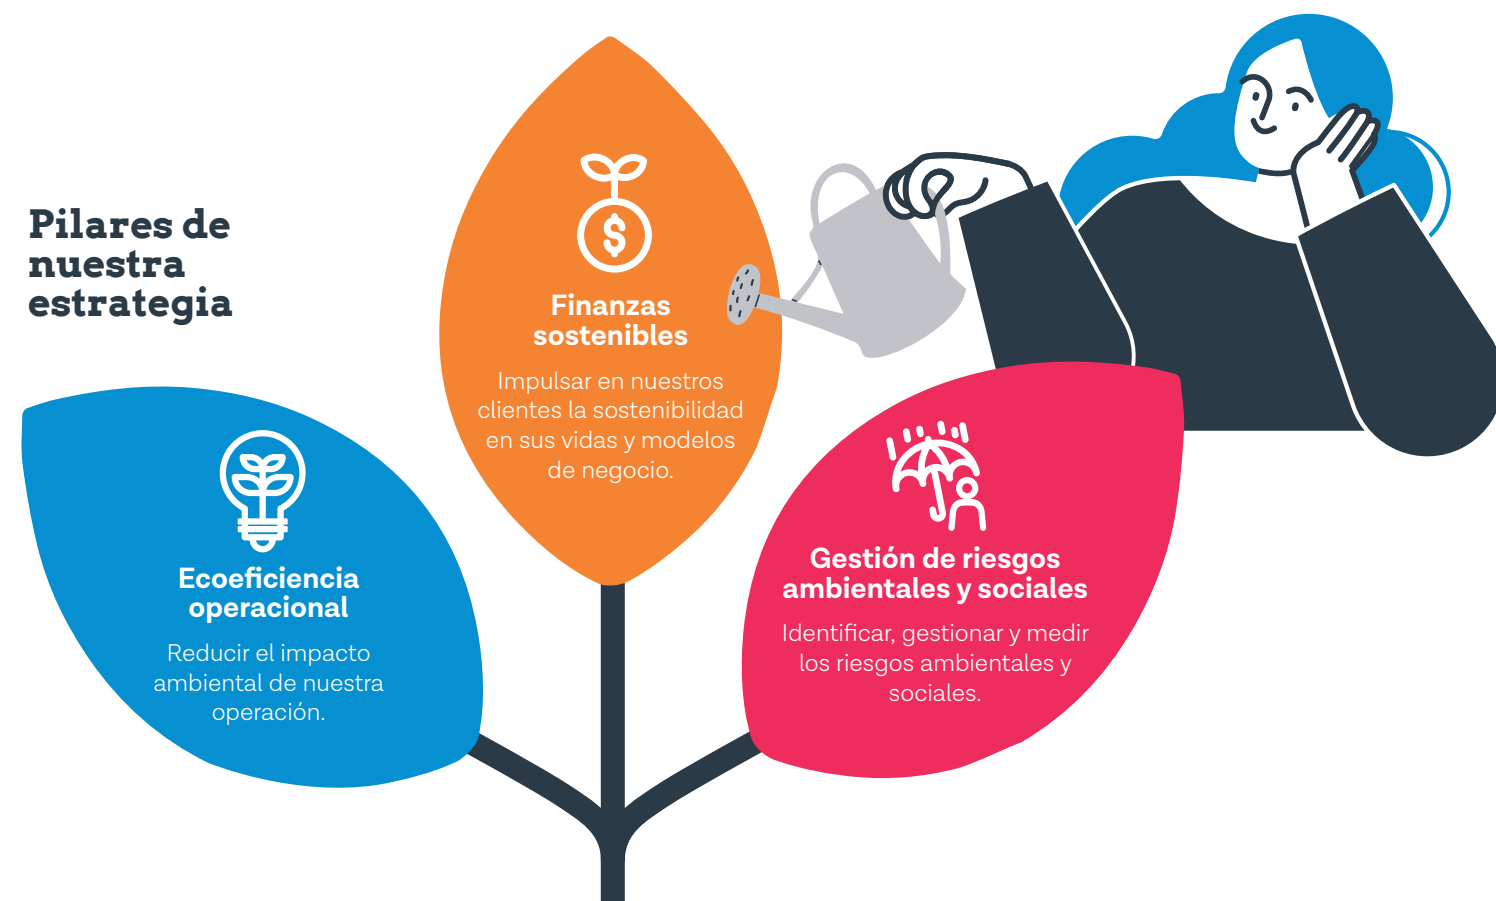 Pilares de
nuestra
estrategia
Finanzas
sostenibles
Impulsar en nuestros
clientes la sostenibilidad
en sus vidas y modelos
de negocio.
Ecoeficiencia
operacional
Reducir el impacto
ambiental de nuestra
operación.
Gestión de riesgos
ambientales y sociales
Identificar, gestionar y medir
los riesgos ambientales y
sociales.